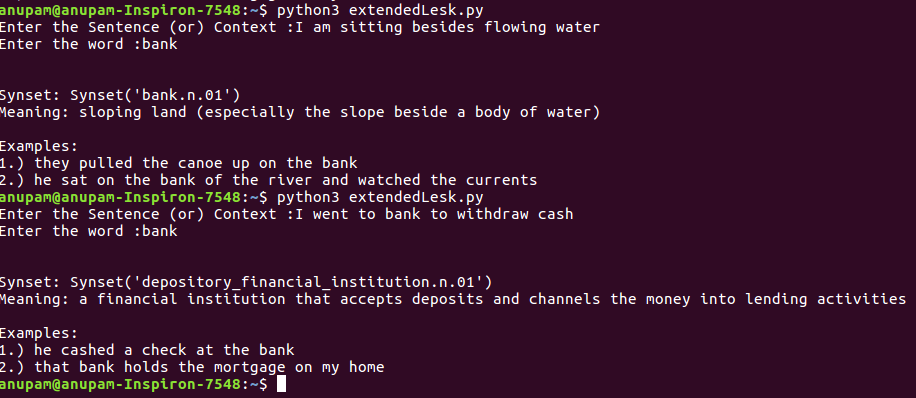 anupam@anupam-Inspiron-7548:~$ python3 extendedLesk.py
Enter the Sentence (or) Context :I am sitting besides flowing water
Enter the word :bank
Synset: Synset('bank.n.01')
Meaning: sloping land (especially the slope beside a body of water)
Examples:
1.) they pulled the canoe up on the bank
2.) he sat on the bank of the river and watched the currents
anupam@anupam-Inspiron-7548:~$ python3 extendedLesk.py
Enter the Sentence (or) Context :I went to bank to withdraw cash
Enter the word :bank
Synset: Synset('depository_financial_institution.n.01')
Meaning: a financial institution that accepts deposits and channels the money into lending activities
Examples:
1.) he cashed a check at the bank
2.) that bank holds the mortgage on my home
anupam@anupam-Inspiron-7548:~$